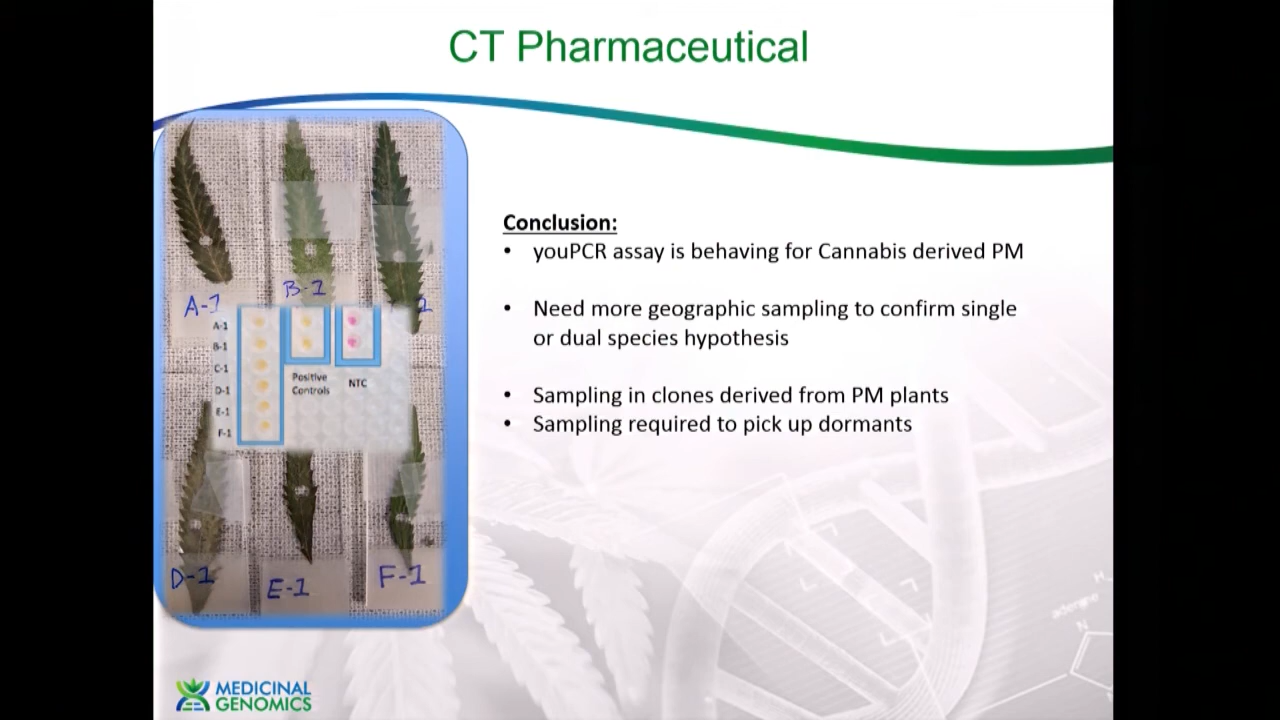 CT Pharmaceutical
Conclusion:
• youPCR assay is behaving for Cannabis derived PM
• Need more geographic sampling to confirm single
or dual species hypothesis
• Sampling in clones derived from PM plants
• Sampling required to pick up dormants
A-1
B-1
1
A-1
B-1
C-1
D-1
E-1
F-1
Positive
Controls
NTC
D-1
E-1
F-1
adenine
H
N
MEDICINAL
GENOMICS